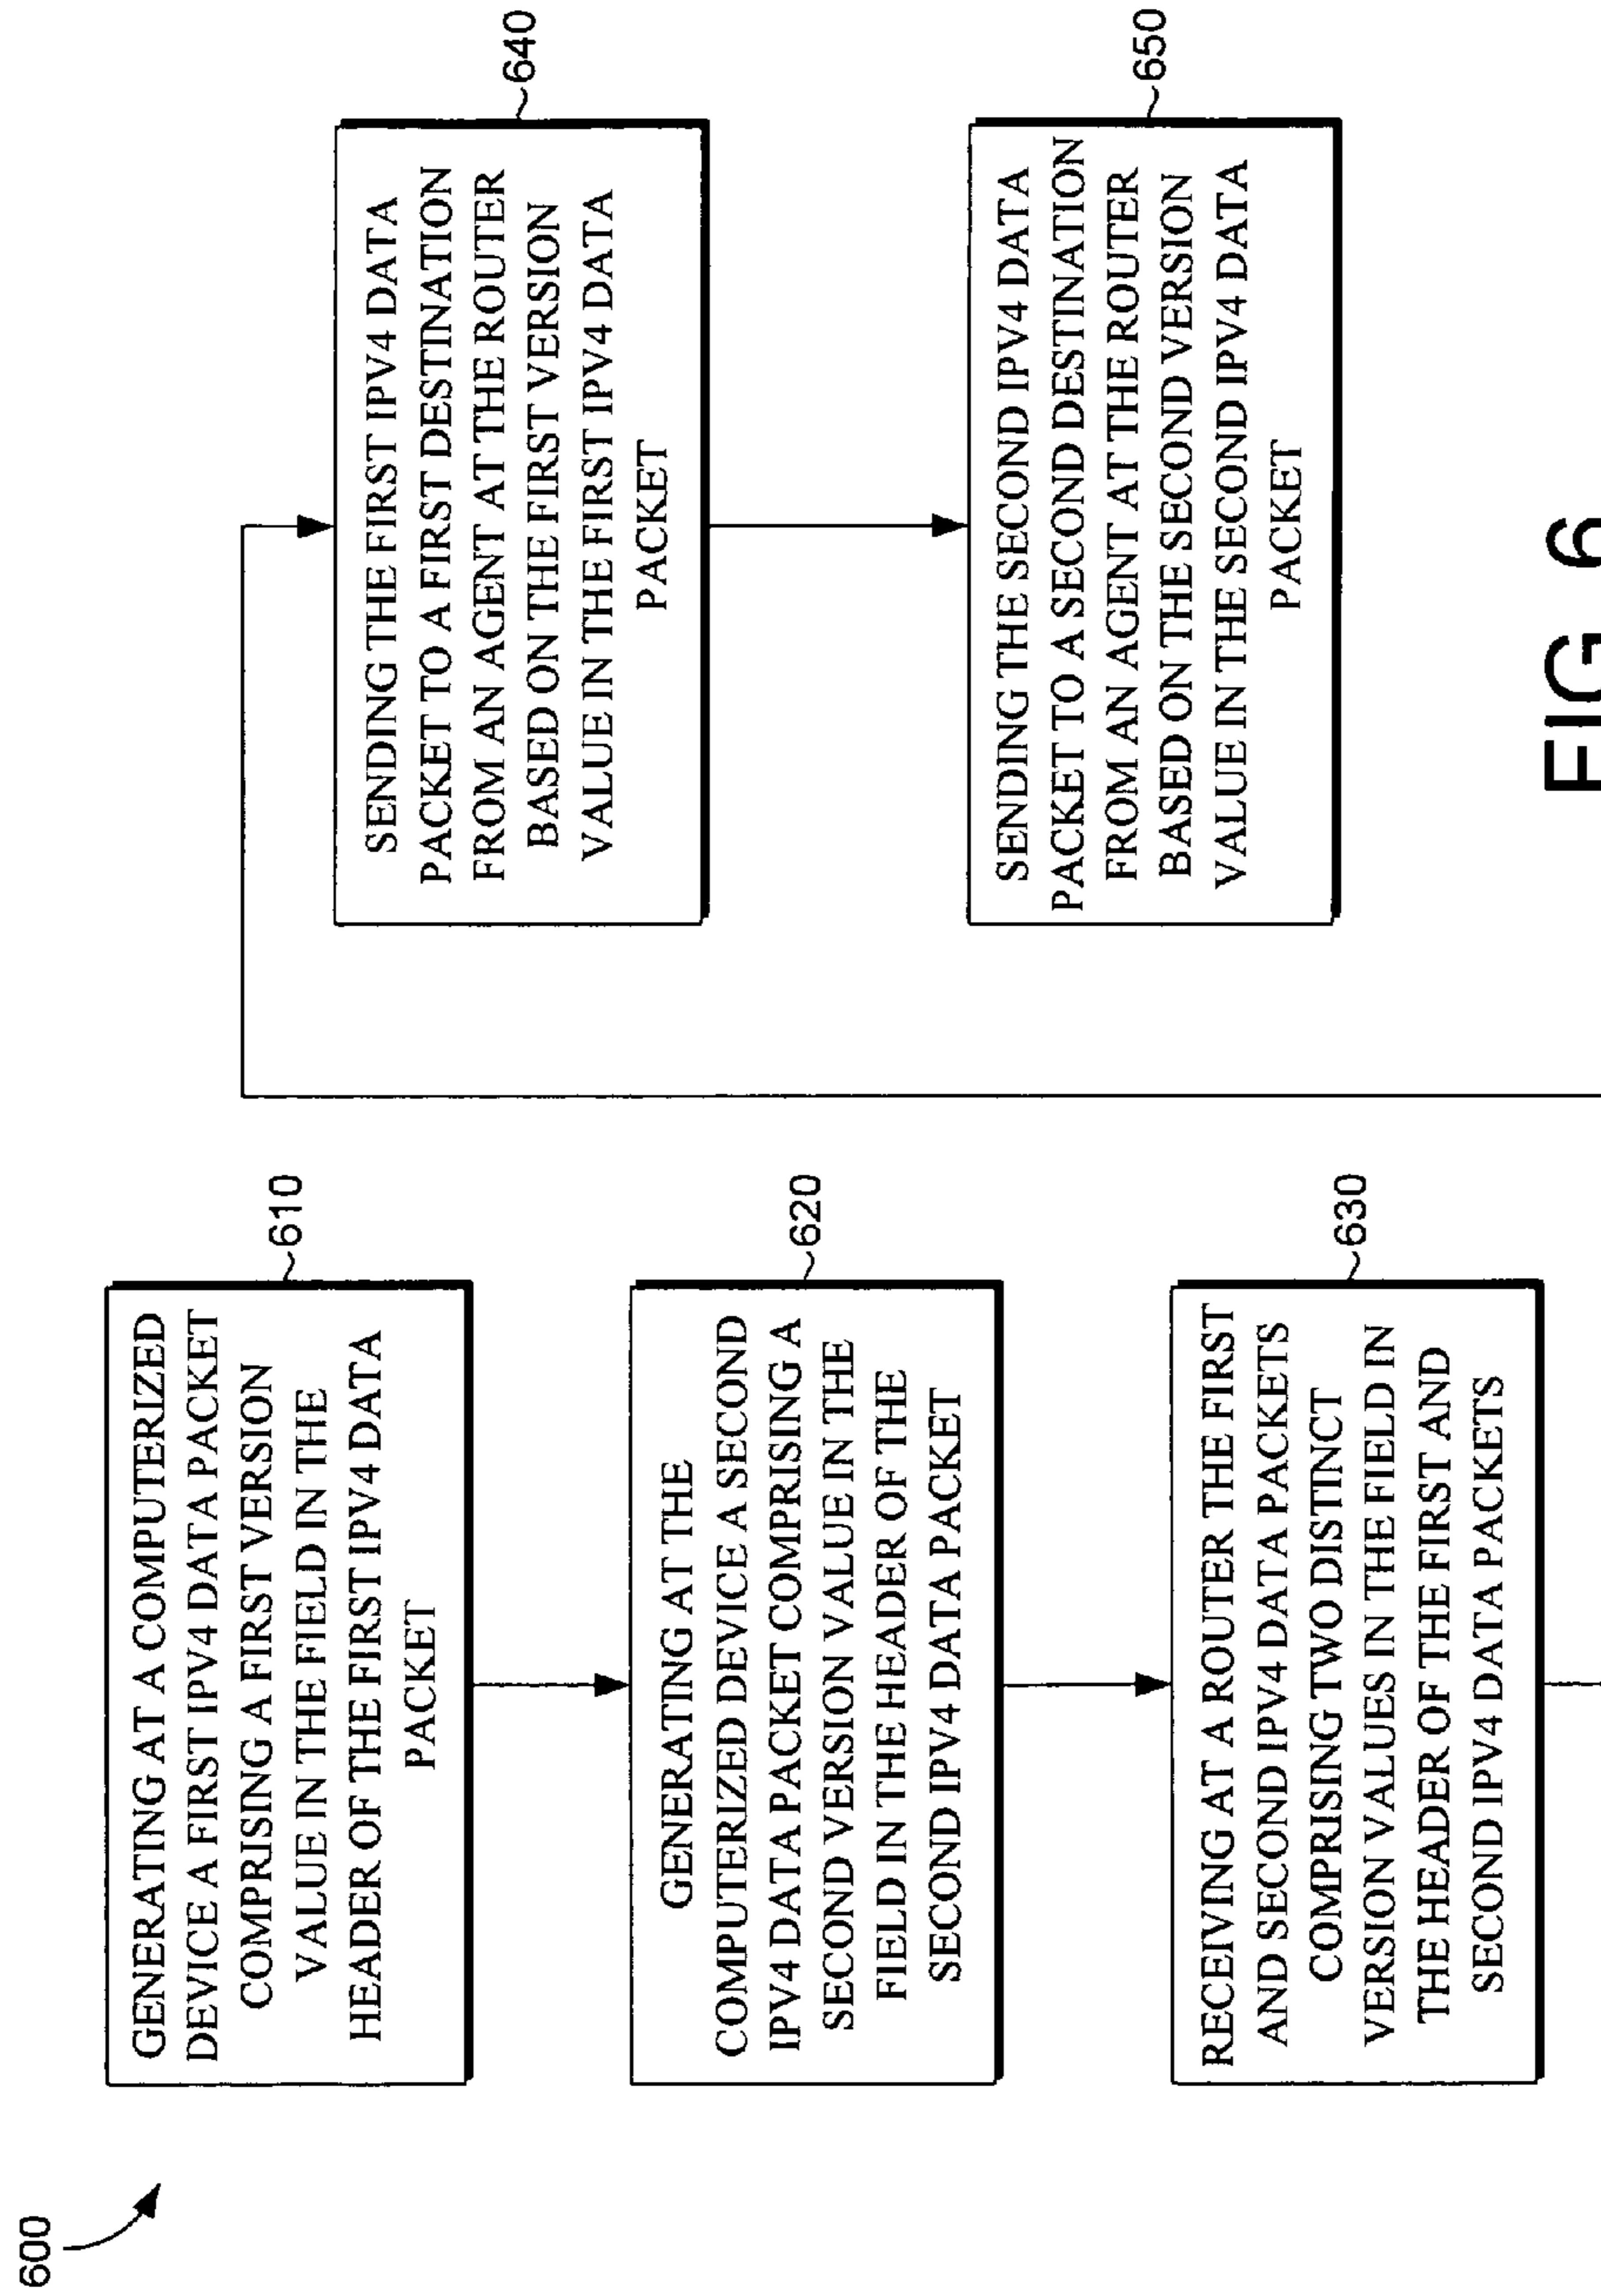 600
GENERATING AT A COMPUTERIZED
DEVICE A FIRST IPV4 DATA PACKET
COMPRISING A FIRST VERSION
VALUE IN THE FIELD IN THE
HEADER OF THE FIRST IPV4 DATA
PACKET
610
GENERATING AT THE
COMPUTERIZED DEVICE A SECOND
IPV4 DATA PACKET COMPRISING A
SECOND VERSION VALUE IN THE
FIELD IN THE HEADER OF THE
SECOND IPV4 DATA PACKET
620
RECEIVING AT A ROUTER THE FIRST
AND SECOND IPV4 DATA PACKETS
COMPRISING TWO DISTINCT
VERSION VALUES IN THE FIELD IN
THE HEADER OF THE FIRST AND
SECOND IPV4 DATA PACKETS
630
SENDING THE FIRST IPV4 DATA
PACKET TO A FIRST DESTINATION
FROM AN AGENT AT THE ROUTER
BASED ON THE FIRST VERSION
VALUE IN THE FIRST IPV4 DATA
PACKET
640
SENDING THE SECOND IPV4 DATA
PACKET TO A SECOND DESTINATION
FROM AN AGENT AT THE ROUTER
BASED ON THE SECOND VERSION
VALUE IN THE SECOND IPV4 DATA
PACKET
650
FIG 6